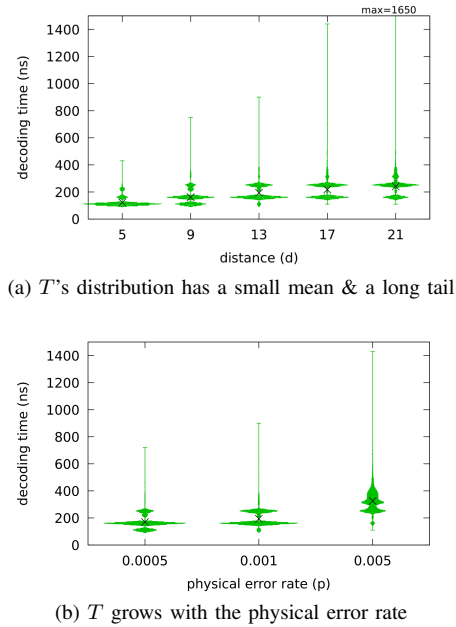 max=1650
1400
1200
1000
800
600
400
200
0
decoding time (ns)
5 9 13 17 21
distance (d)
(a) T's distribution has a small mean & a long tail
1400
1200
1000
800
600
400
200
0
decoding time (ns)
0.0005 0.001 0.005
physical error rate (p)
(b) T grows with the physical error rate